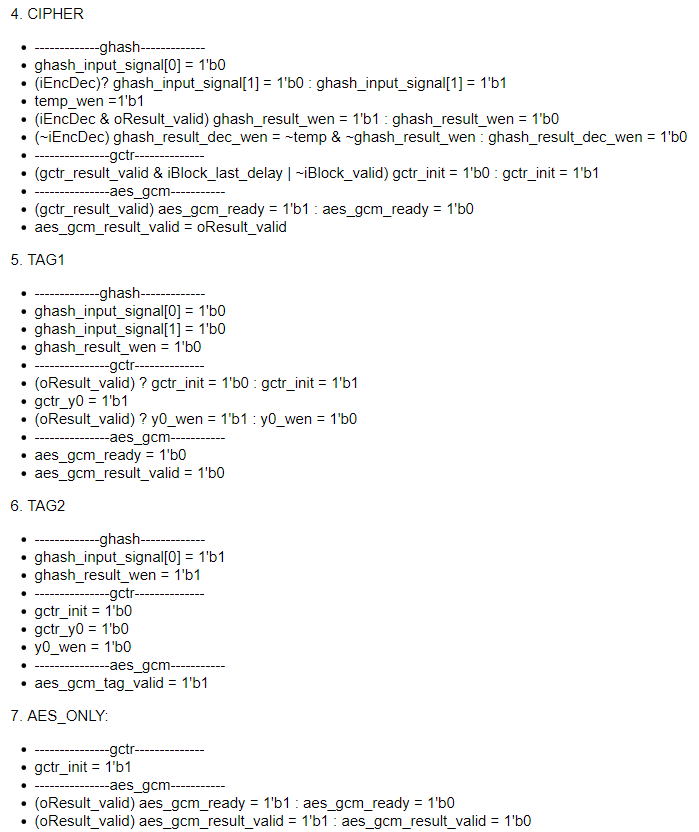 4. CIPHER
• -------------ghash-------------
• ghash_input_signal[0] = 1'b0
• (iEncDec)? ghash_input_signal[1] = 1'b0 : ghash_input_signal[1] = 1'b1
• temp_wen =1'b1
• (iEncDec & oResult_valid) ghash_result_wen = 1'b1 : ghash_result_wen = 1'b0
• (~iEncDec) ghash_result_dec_wen = ~temp & ~ghash_result_wen : ghash_result_dec_wen = 1'b0
• ---------------gctr--------------
• (gctr_result_valid & iBlock_last_delay | ~iBlock_valid) gctr_init = 1'b0 : gctr_init = 1'b1
• ---------------aes_gcm-----------
• (gctr_result_valid) aes_gcm_ready = 1'b1 : aes_gcm_ready = 1'b0
• aes_gcm_result_valid = oResult_valid
5. TAG1
• -------------ghash-------------
• ghash_input_signal[0] = 1'b0
• ghash_input_signal[1] = 1'b0
• ghash_result_wen = 1'b0
• ---------------gctr--------------
• (oResult_valid) ? gctr_init = 1'b0 : gctr_init = 1'b1
• gctr_y0 = 1'b1
• (oResult_valid) ? y0_wen = 1'b1 : y0_wen = 1'b0
• ---------------aes_gcm-----------
• aes_gcm_ready = 1'b0
• aes_gcm_result_valid = 1'b0
6. TAG2
• -------------ghash-------------
• ghash_input_signal[0] = 1'b1
• ghash_result_wen = 1'b1
• ---------------gctr--------------
• gctr_init = 1'b0
• gctr_y0 = 1'b0
• y0_wen = 1'b0
• ---------------aes_gcm-----------
• aes_gcm_tag_valid = 1'b1
7. AES_ONLY:
• ---------------gctr--------------
• gctr_init = 1'b1
• ---------------aes_gcm-----------
• (oResult_valid) aes_gcm_ready = 1'b1 : aes_gcm_ready = 1'b0
• (oResult_valid) aes_gcm_result_valid = 1'b1 : aes_gcm_result_valid = 1'b0